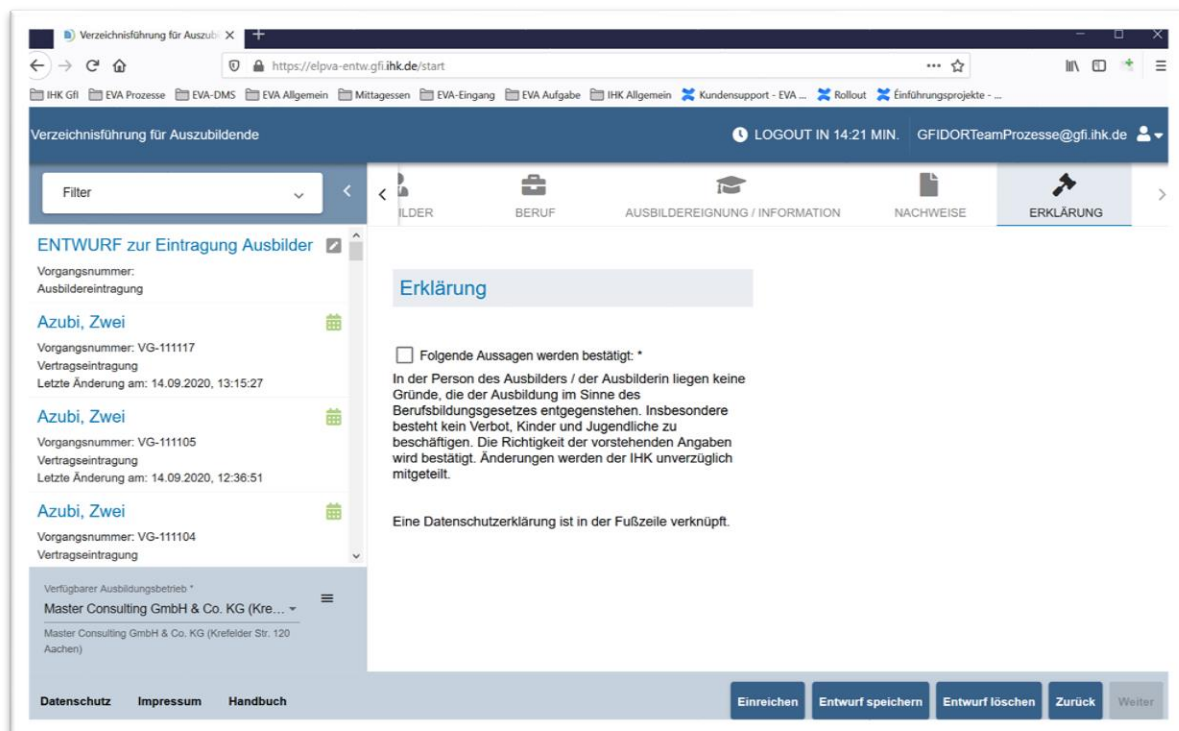 Verzeichnisführung für Auszubi
https://elpva-entw.gfi.ihk.de/start
IHK Gfi EVA Prozesse EVA-DMS EVA Allgemein Mittagessen EVA-Eingang EVA Aufgabe IHK Allgemein Kundensupport - EVA ... Rollout Einführungsprojekte - ...
Verzeichnisführung für Auszubildende
LOGOUT IN 14:21 MIN. GFIDORTeamProzesse@gfi.ihk.de
Filter
ILDER BERUF AUSBILDEREIGNUNG / INFORMATION NACHWEISE ERKLÄRUNG
ENTWURF zur Eintragung Ausbilder
Vorgangsnummer:
Ausbildereintragung
Azubi, Zwei
Vorgangsnummer: VG-111117
Vertragseintragung
Letzte Änderung am: 14.09.2020, 13:15:27
Azubi, Zwei
Vorgangsnummer: VG-111105
Vertragseintragung
Letzte Änderung am: 14.09.2020, 12:36:51
Azubi, Zwei
Vorgangsnummer: VG-111104
Vertragseintragung
Verfügbarer Ausbildungsbetrieb *
Master Consulting GmbH & Co. KG (Kre...
Master Consulting GmbH & Co. KG (Krefelder Str. 120
Aachen)
Erklärung
Folgende Aussagen werden bestätigt: *
In der Person des Ausbilders / der Ausbilderin liegen keine
Gründe, die der Ausbildung im Sinne des
Berufsbildungsgesetzes entgegenstehen. Insbesondere
besteht kein Verbot, Kinder und Jugendliche zu
beschäftigen. Die Richtigkeit der vorstehenden Angaben
wird bestätigt. Änderungen werden der IHK unverzüglich
mitgeteilt.
Eine Datenschutzerklärung ist in der Fußzeile verknüpft.
Datenschutz Impressum Handbuch
Einreichen Entwurf speichern Entwurf löschen Zurück Weiter